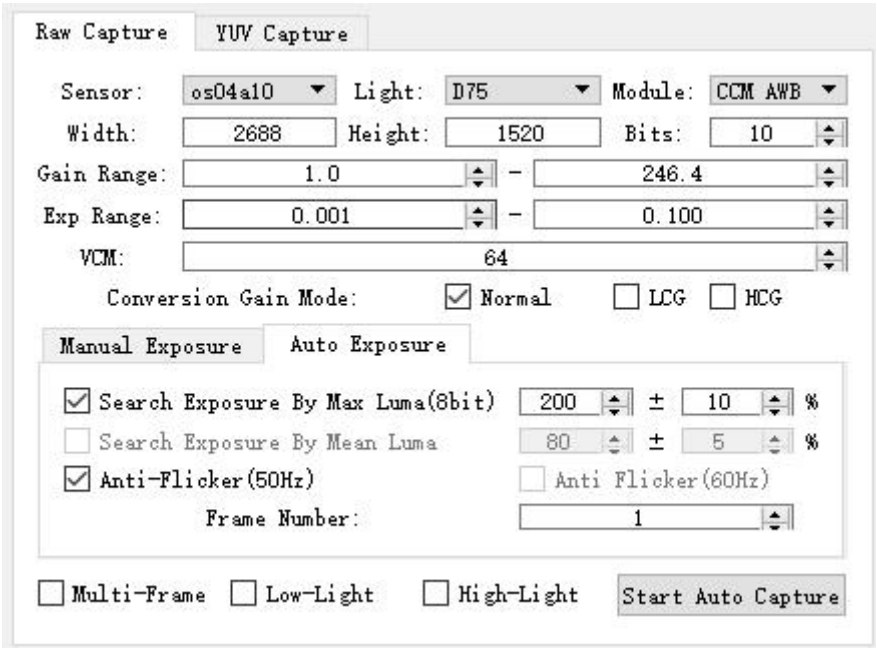 Raw Capture YUV Capture
Sensor: os04a10 Light: D75 Module: CCM AWB
Width: 2688 Height: 1520 Bits: 10
Gain Range: 1.0 - 246.4
Exp Range: 0.001 - 0.100
VCM: 64
Conversion Gain Mode: Normal LCG HCG
Manual Exposure Auto Exposure
Search Exposure By Max Luma(8bit) 200 ± 10 %
Search Exposure By Mean Luma 80 ± 5 %
Anti-Flicker(50Hz) Anti Flicker(60Hz)
Frame Number: 1
Multi-Frame Low-Light High-Light Start Auto Capture